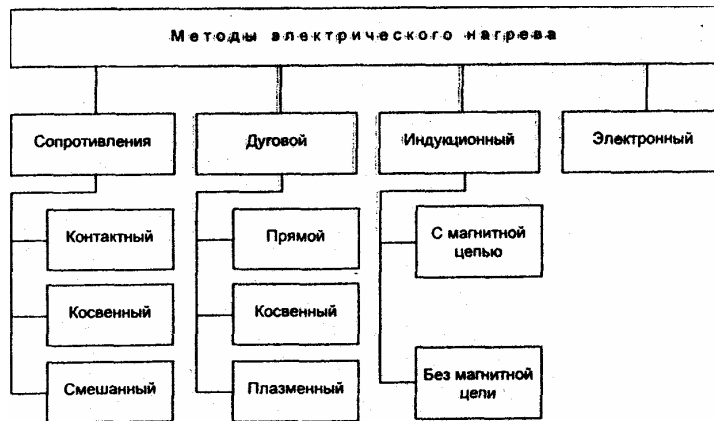 Методы электрического нагрева
Сопротивления
Дуговой
Индукционный
Электронный
Контактный
Косвенный
Смешанный
Прямой
Косвенный
Плазменный
С магнитной
цепью
Без магнитной
цепи